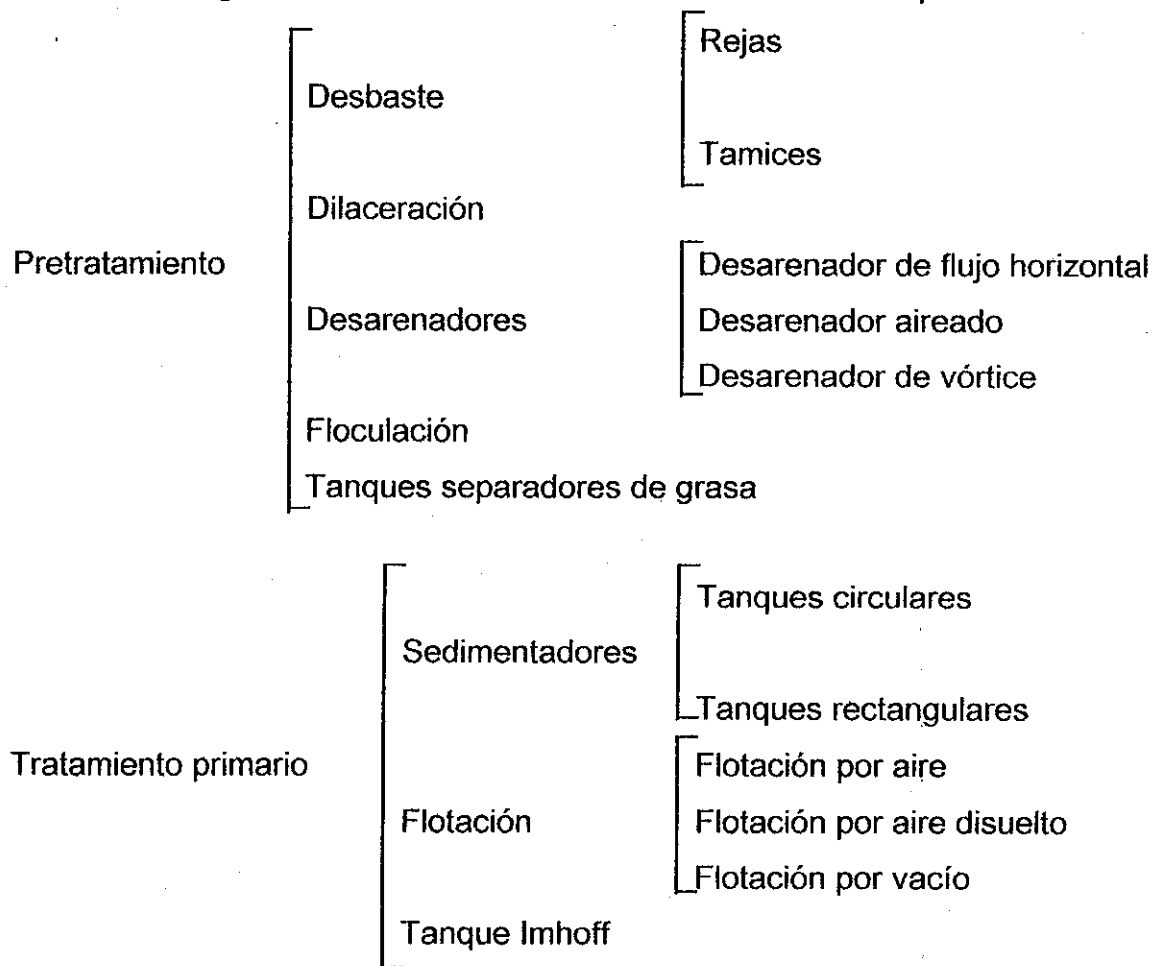 Rejas
Desbaste
Tamices
Dilaceración
Pretratamiento
Desarenador de flujo horizontal
Desarenadores
Desarenador aireado
Desarenador de vórtice
Floculación
Tanques separadores de grasa
Tanques circulares
Sedimentadores
Tanques rectangulares
Tratamiento primario
Flotación por aire
Flotación
Flotación por aire disuelto
Flotación por vacío
Tanque Imhoff